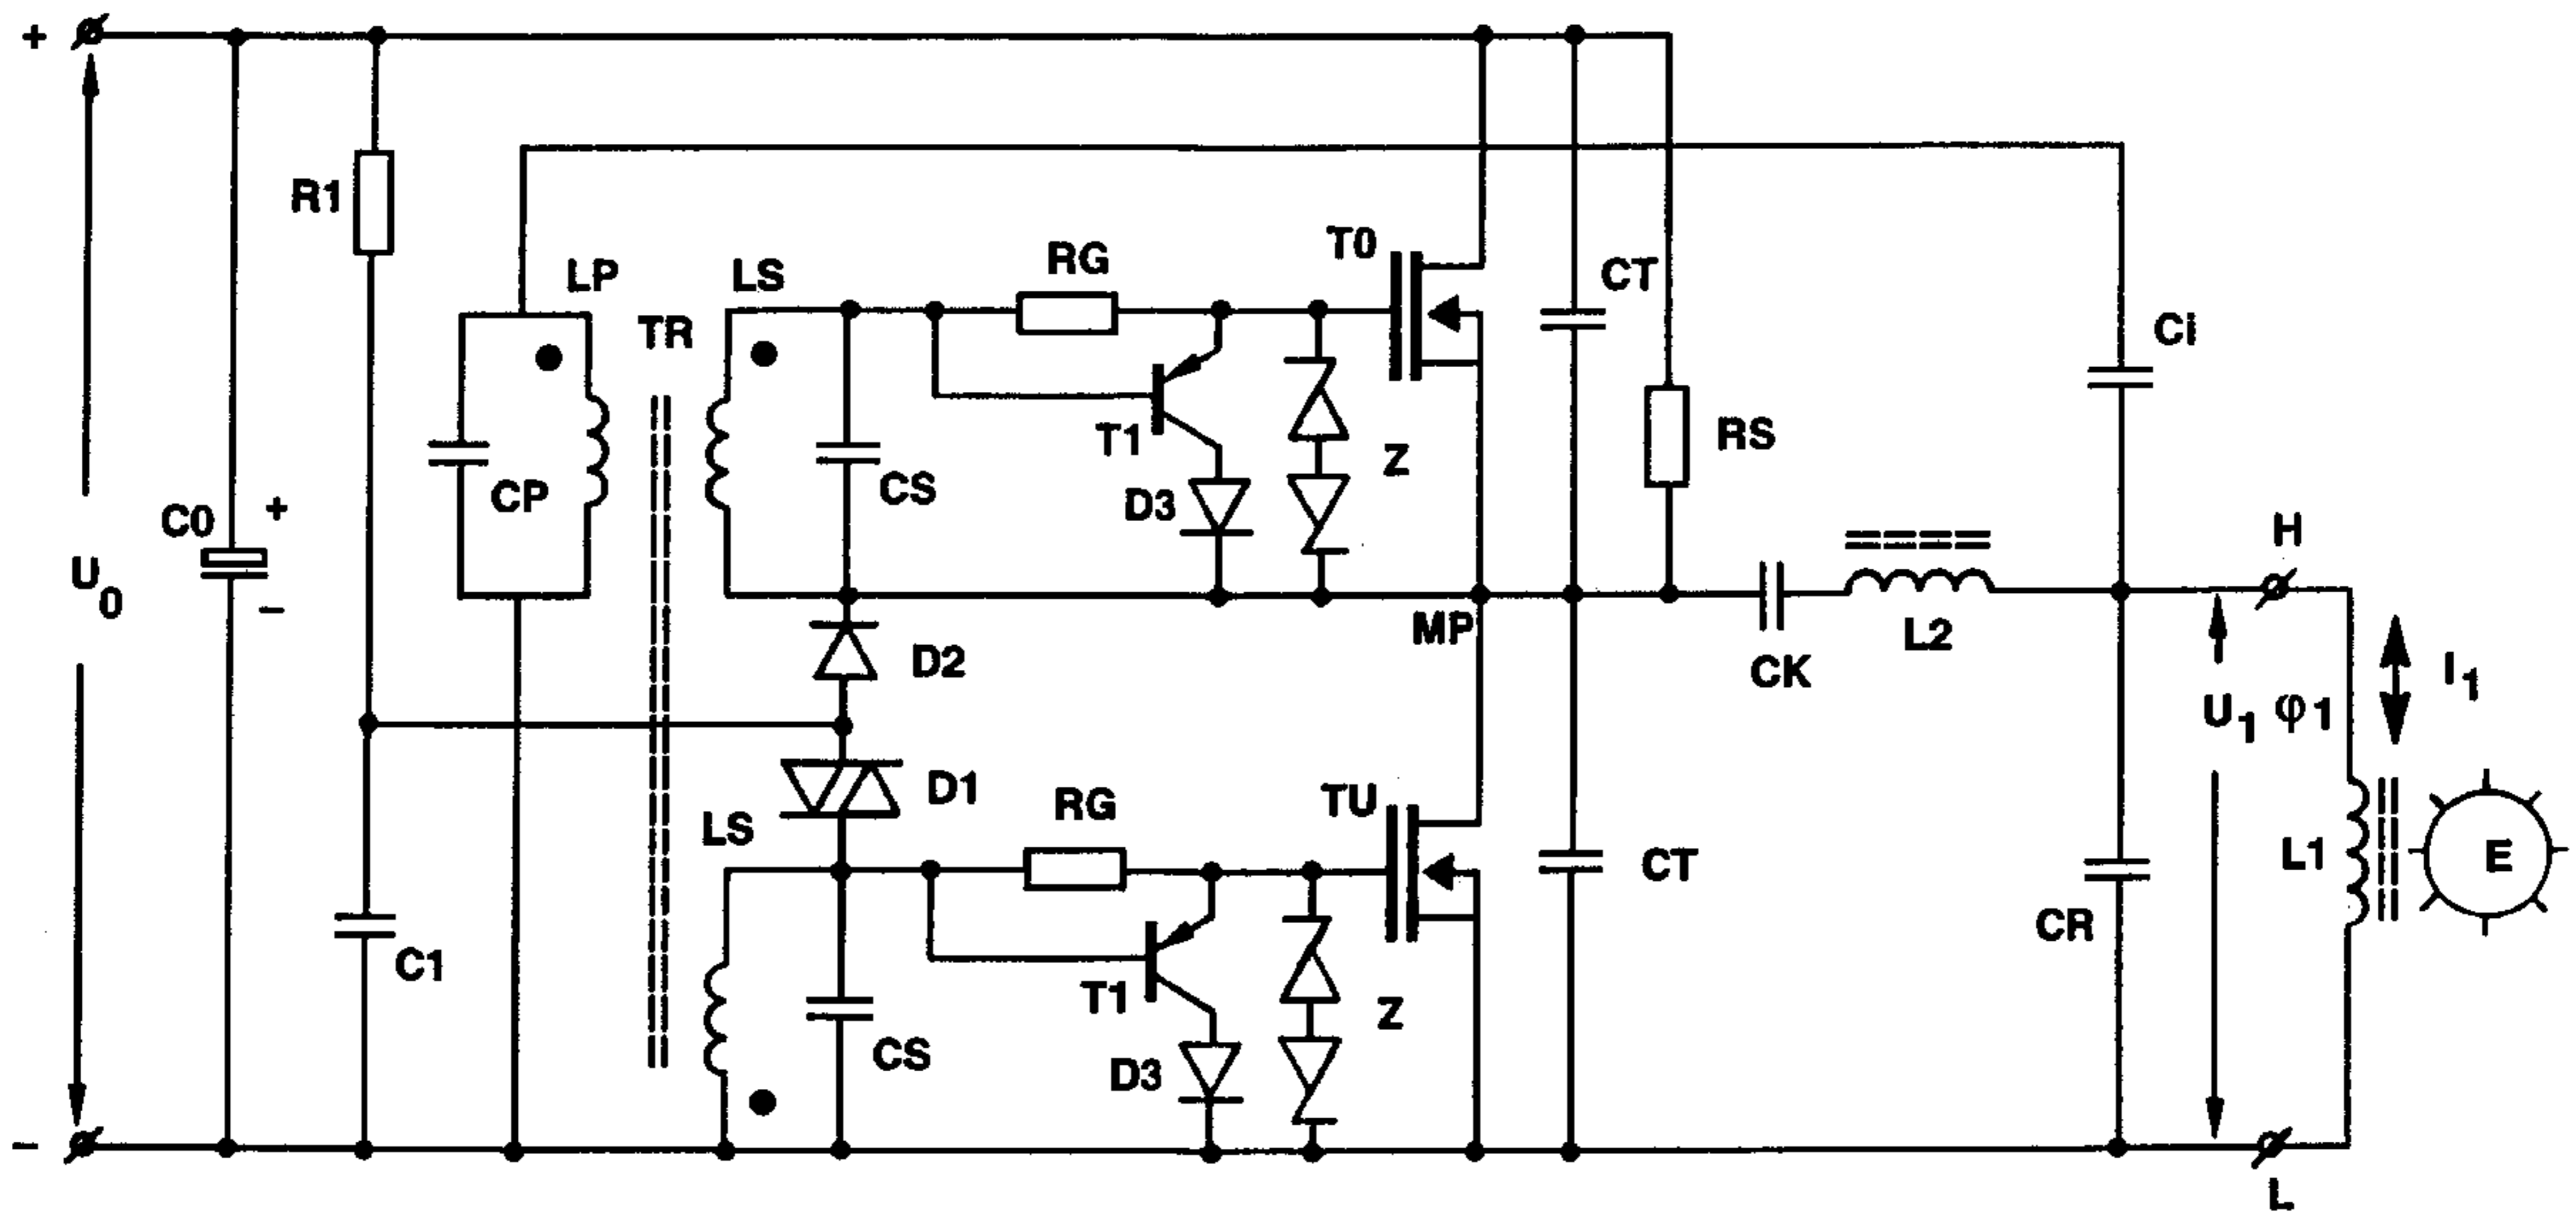 +
R1
LP
LS
TR
RG
T0
CT
Ci
T1
Z
RS
CP
CS
D3
C0
+
−
U0
H
D2
MP
CK
L2
I1
U1 φ1
D1
LS
RG
TU
CT
L1
E
C1
CR
T1
Z
CS
D3
−
L